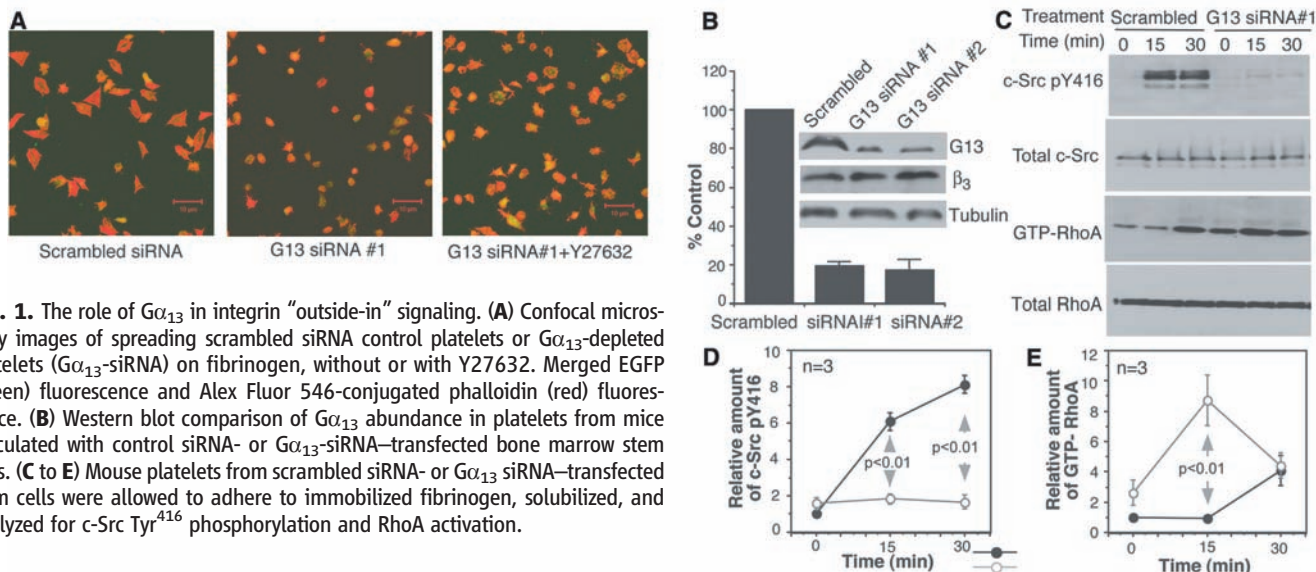 A
10 μm
10 μm
10 μm
Scrambled siRNA
G13 siRNA #1
G13 siRNA#1+Y27632
. 1. The role of Gα13 in integrin "outside-in" signaling. (A) Confocal micros-
y images of spreading scrambled siRNA control platelets or Gα13-depleted
telets (Gα13-siRNA) on fibrinogen, without or with Y27632. Merged EGFP
een) fluorescence and Alex Fluor 546-conjugated phalloidin (red) fluores-
ce. (B) Western blot comparison of Gα13 abundance in platelets from mice
culated with control siRNA- or Gα13-siRNA–transfected bone marrow stem
s. (C to E) Mouse platelets from scrambled siRNA- or Gα13 siRNA–transfected
m cells were allowed to adhere to immobilized fibrinogen, solubilized, and
lyzed for c-Src Tyr416 phosphorylation and RhoA activation.
B
% Control
120
100
80
60
40
20
0
Scrambled
G13 siRNA #1
G13 siRNA #2
G13
β3
Tubulin
Scrambled
siRNAI#1
siRNA#2
C
Treatment Scrambled G13 siRNA#1
Time (min) 0 15 30 0 15 30
c-Src pY416
Total c-Src
GTP-RhoA
Total RhoA
D
n=3
Relative amount
of c-Src pY416
10
8
6
4
2
0
p<0.01
p<0.01
0 15 30
Time (min)
E
n=3
Relative amount
of GTP- RhoA
12
10
8
6
4
2
0
p<0.01
0 15 30
Time (min)